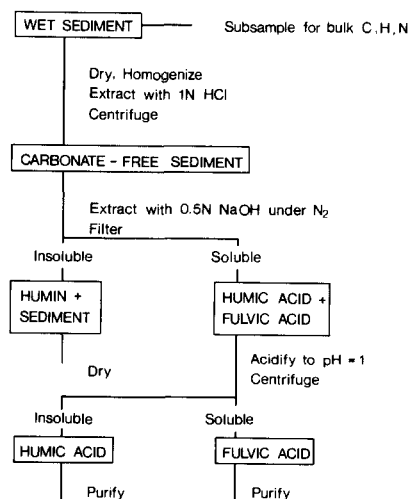 WET SEDIMENT
Subsample for bulk C,H,N
Dry, Homogenize
Extract with 1N HCl
Centrifuge
CARBONATE - FREE SEDIMENT
Extract with 0.5N NaOH under N₂
Filter
Insoluble
Soluble
HUMIN +
SEDIMENT
HUMIC ACID +
FULVIC ACID
Dry
Acidify to pH = 1
Centrifuge
Insoluble
Soluble
HUMIC ACID
FULVIC ACID
Purify
Purify